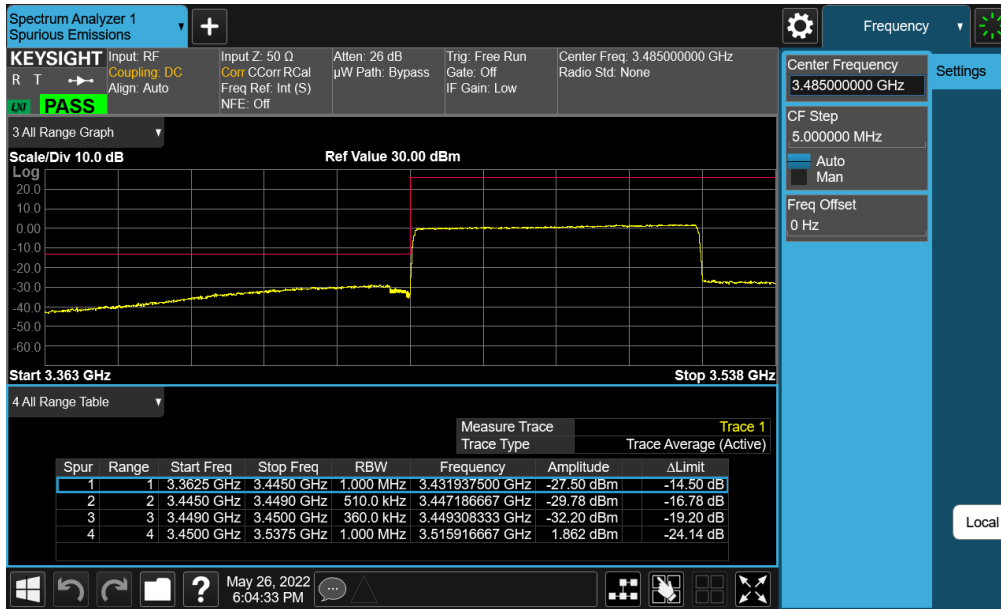 Spectrum Analyzer 1
Spurious Emissions
+
Frequency
KEYSIGHT
R T
LXI PASS
Input: RF
Coupling: DC
Align: Auto
Input Z: 50 Ω
Corr CCorr RCal
Freq Ref: Int (S)
NFE: Off
Atten: 26 dB
µW Path: Bypass
Trig: Free Run
Gate: Off
IF Gain: Low
Center Freq: 3.485000000 GHz
Radio Std: None
Center Frequency
3.485000000 GHz
Settings
CF Step
5.000000 MHz
Auto
Man
Freq Offset
0 Hz
3 All Range Graph
Scale/Div 10.0 dB
Ref Value 30.00 dBm
Log
20.0
10.0
0.00
-10.0
-20.0
-30.0
-40.0
-50.0
-60.0
Start 3.363 GHz
Stop 3.538 GHz
4 All Range Table
Measure Trace Trace 1
Trace Type Trace Average (Active)
Spur Range Start Freq Stop Freq RBW Frequency Amplitude ΔLimit
1 1 3.3625 GHz 3.4450 GHz 1.000 MHz 3.431937500 GHz -27.50 dBm -14.50 dB
2 2 3.4450 GHz 3.4490 GHz 510.0 kHz 3.447186667 GHz -29.78 dBm -16.78 dB
3 3 3.4490 GHz 3.4500 GHz 360.0 kHz 3.449308333 GHz -32.20 dBm -19.20 dB
4 4 3.4500 GHz 3.5375 GHz 1.000 MHz 3.515916667 GHz 1.862 dBm -24.14 dB
Local
?
May 26, 2022
6:04:33 PM